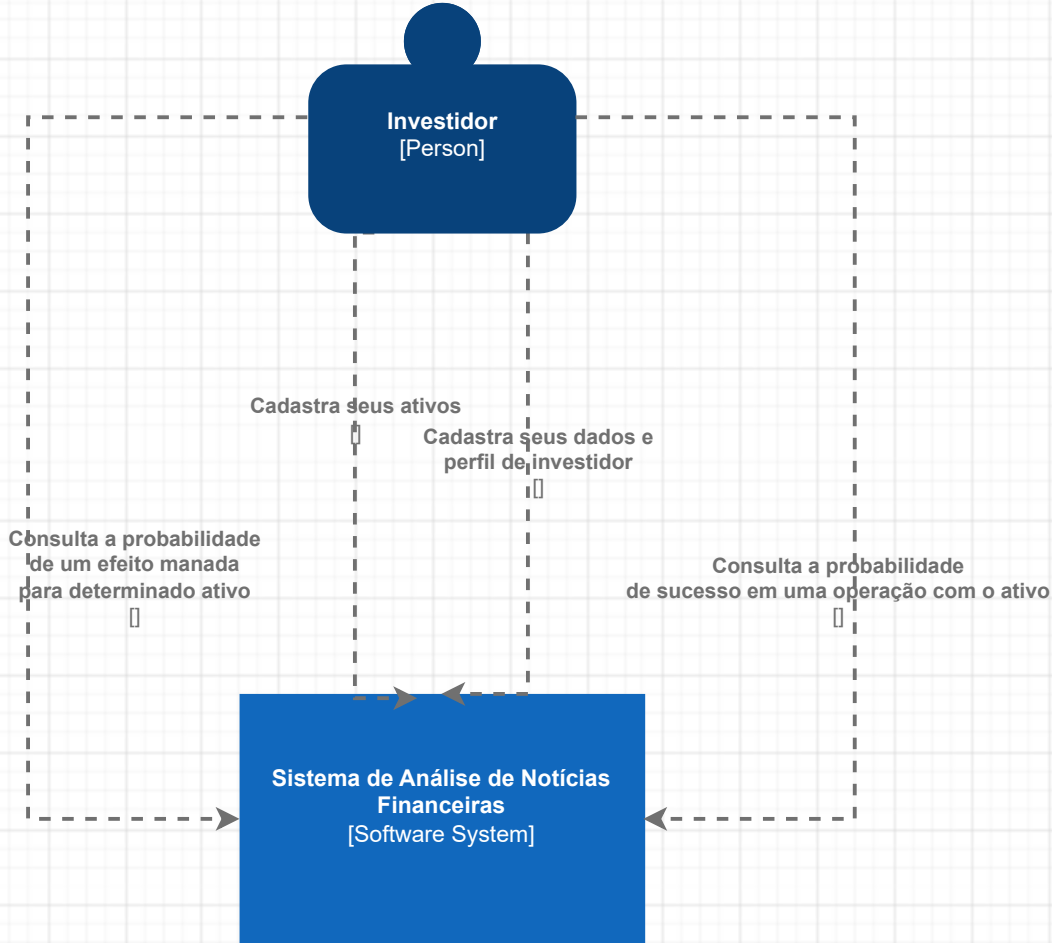 Investidor
[Person]
Cadastra seus ativos
[]
Cadastra seus dados e
perfil de investidor
[]
Consulta a probabilidade
de um efeito manada
para determinado ativo
[]
Consulta a probabilidade
de sucesso em uma operação com o ativo
[]
Sistema de Análise de Notícias
Financeiras
[Software System]